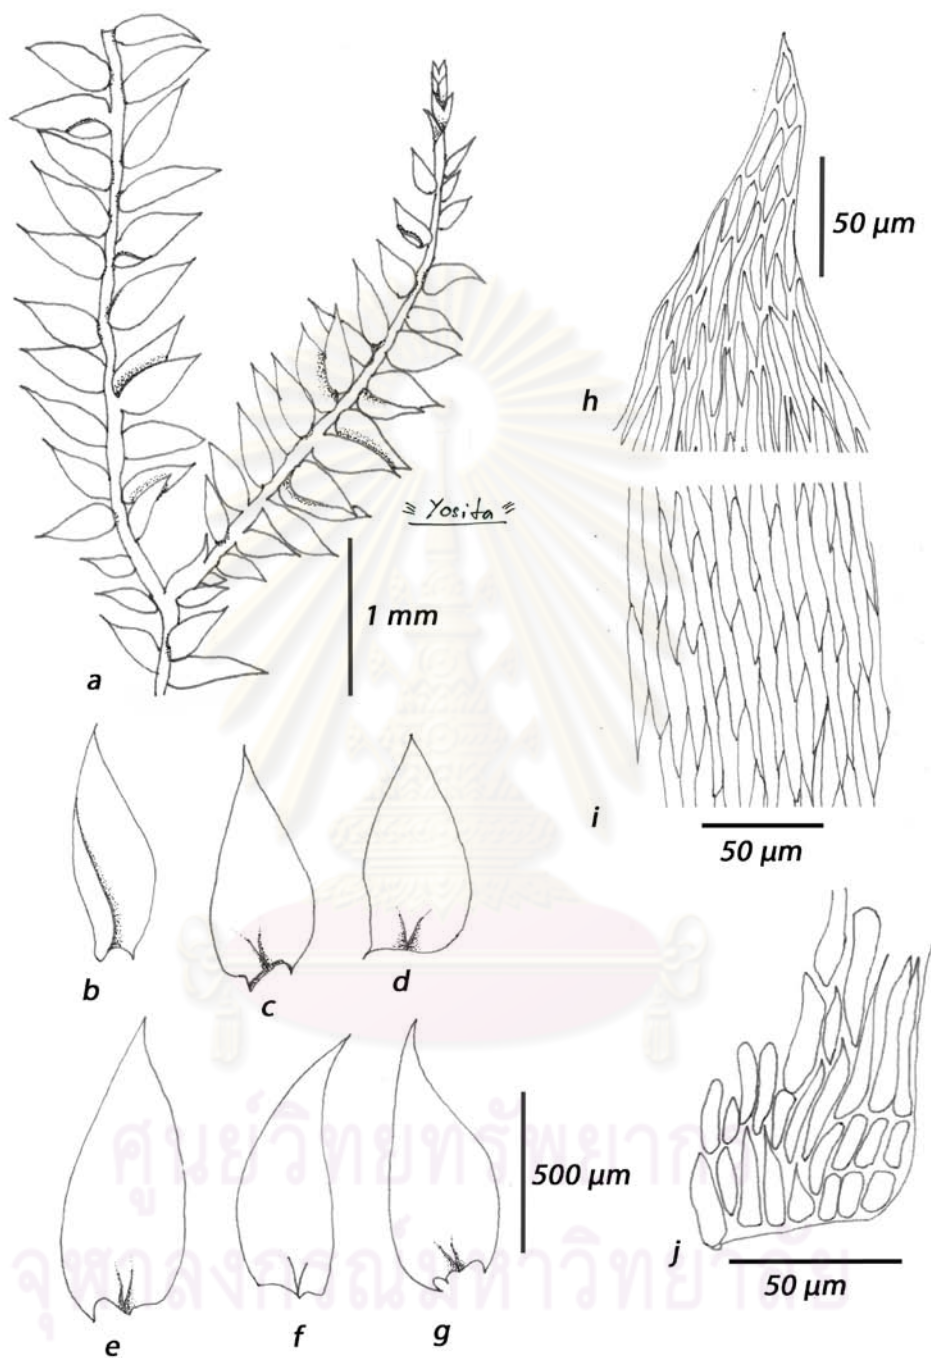 a
≡ Yosita ≡
1 mm
h
50 µm
i
50 µm
b
c
d
e
f
g
500 µm
j
50 µm
ศูนย์วิทยทรัพยากร
จุฬาลงกรณ์มหาวิทยาลัย